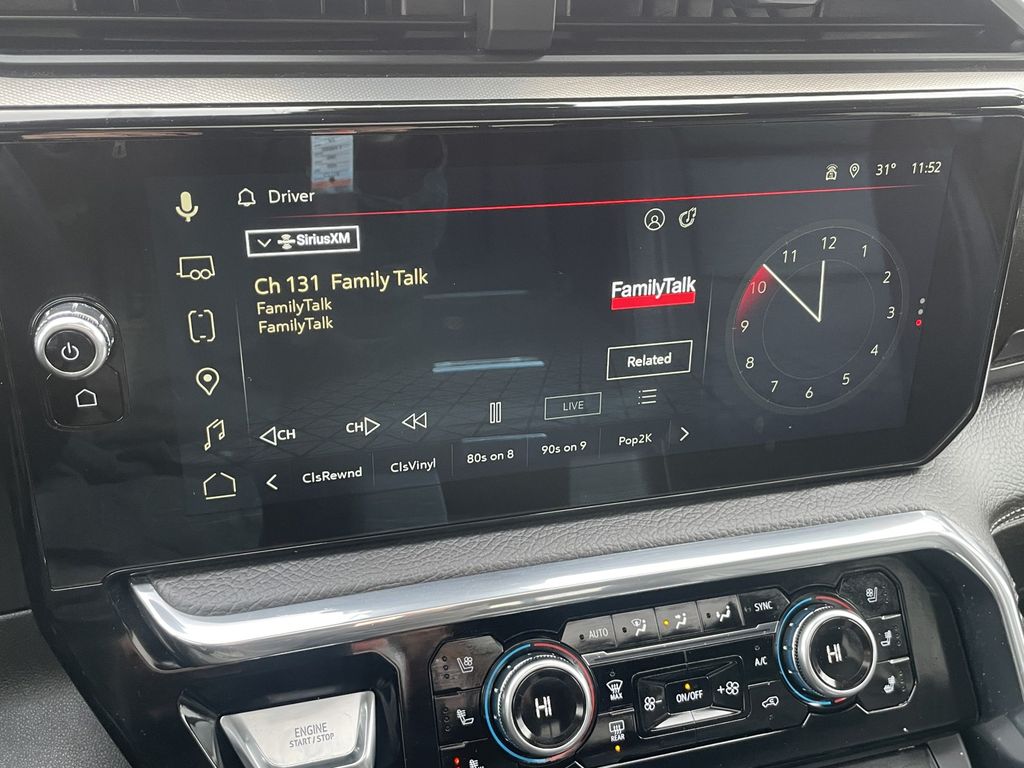 Driver
31° 11:52
SiriusXM
Ch 131 Family Talk
FamilyTalk
FamilyTalk
FamilyTalk
Related
12
1
2
3
4
5
6
7
8
9
10
11
CH
CH
LIVE
ClsRewnd
ClsVinyl
80s on 8
90s on 9
Pop2K
AUTO
SYNC
HI
MAX
ON/OFF
A/C
HI
REAR
ENGINE
START / STOP